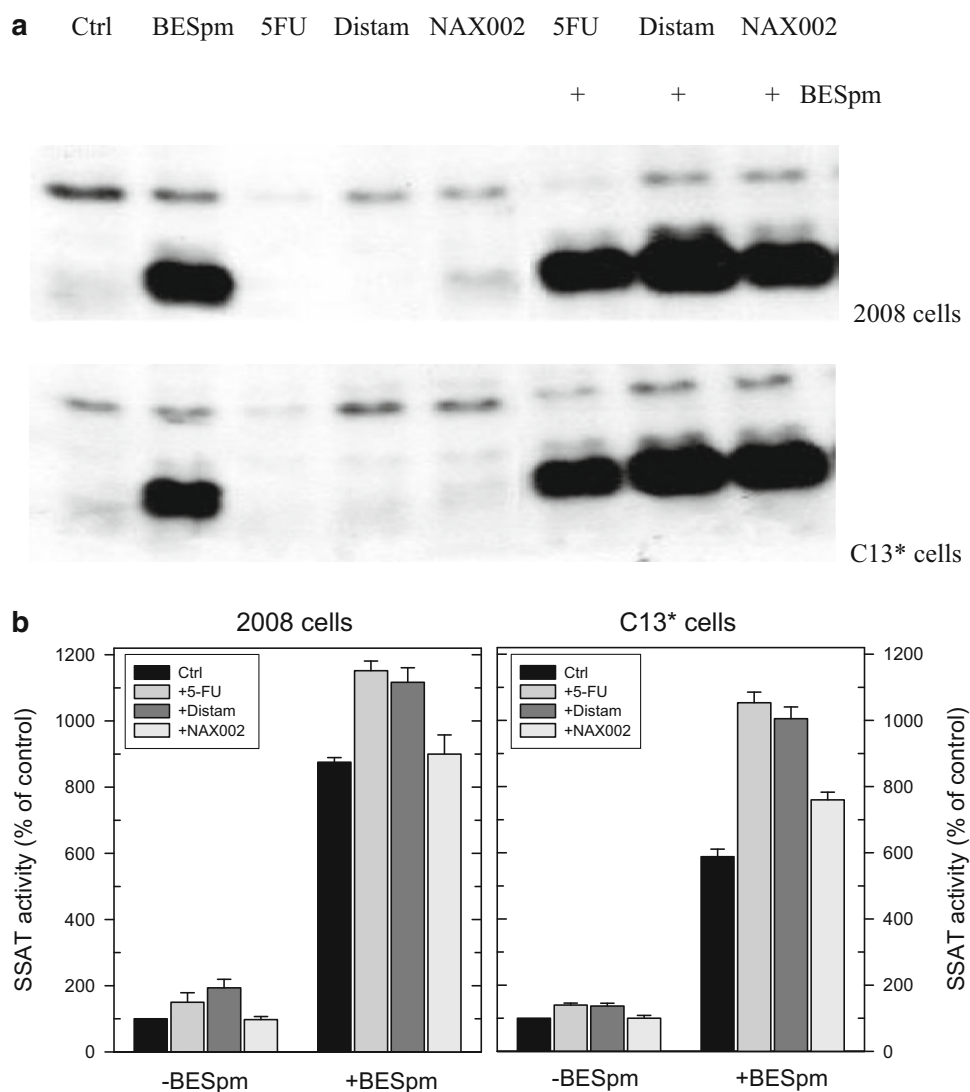 a Ctrl BESpm 5FU Distam NAX002 5FU Distam NAX002
+ + + BESpm
2008 cells
C13* cells
b 2008 cells C13* cells
SSAT activity (% of control)
1200
1000
800
600
400
200
0
Ctrl
+5-FU
+Distam
+NAX002
-BESpm +BESpm
Ctrl
+5-FU
+Distam
+NAX002
-BESpm +BESpm
1200
1000
800
600
400
200
0
SSAT activity (% of control)